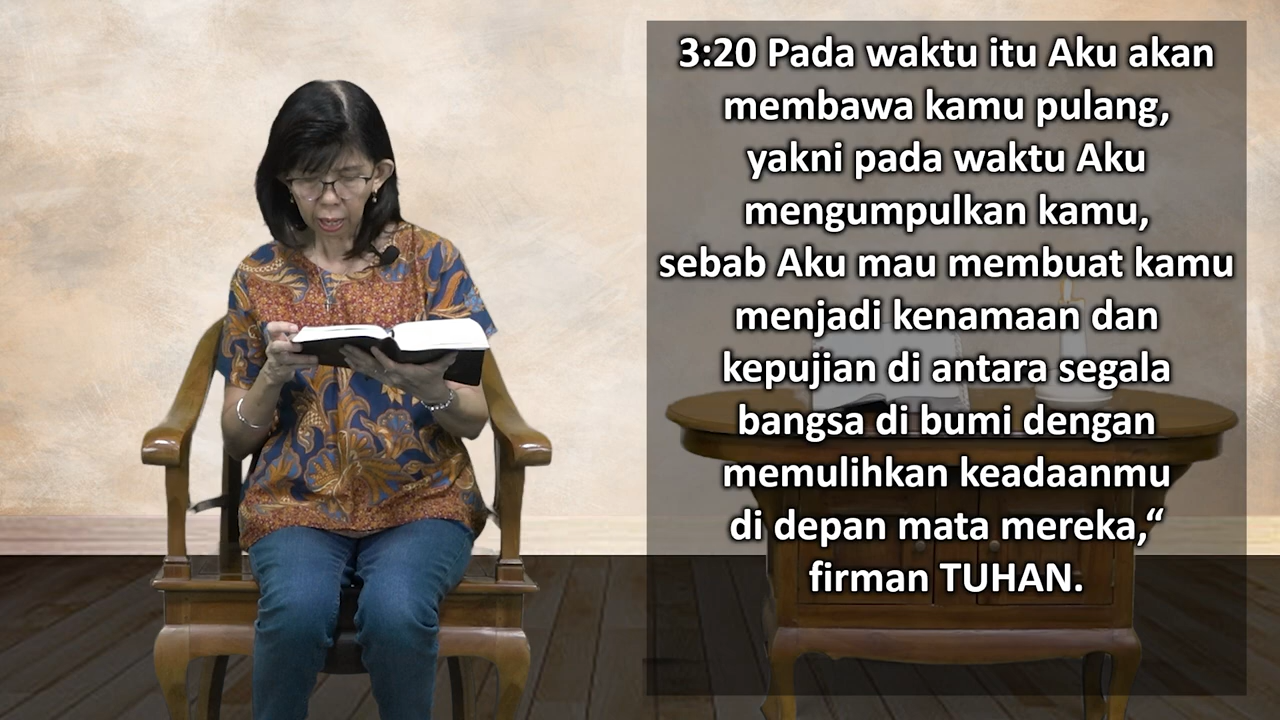 3:20 Pada waktu itu Aku akan
membawa kamu pulang,
yakni pada waktu Aku
mengumpulkan kamu,
sebab Aku mau membuat kamu
menjadi kenamaan dan
kepujian di antara segala
bangsa di bumi dengan
memulihkan keadaanmu
di depan mata mereka,“
firman TUHAN.